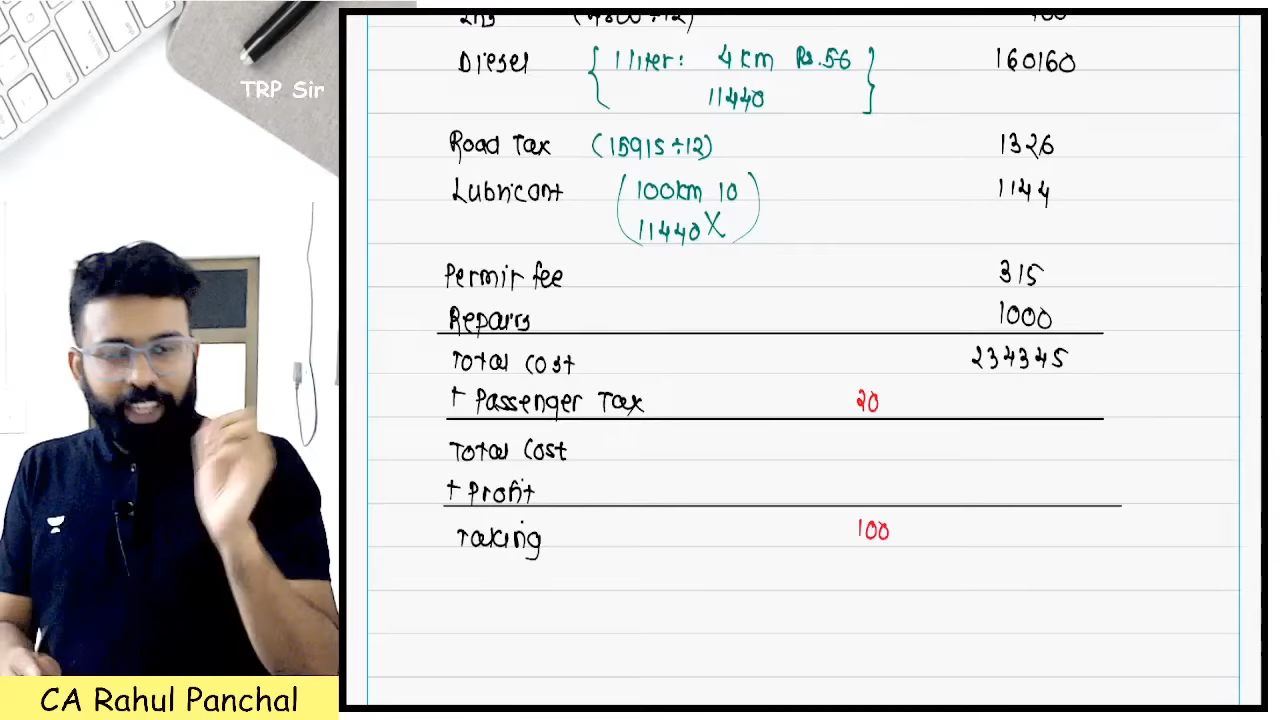 TRP Sir
Diesel { 1 liter: 4 km Rs.56 } 160160
11440
Road Tax (15915÷12) 1326
Lubricant (100km 10) 1144
11440 X
Permit fee 315
Repairs 1000
Total Cost 234345
+ Passenger Tax 20
Total Cost
+ Profit
Taking 100
CA Rahul Panchal